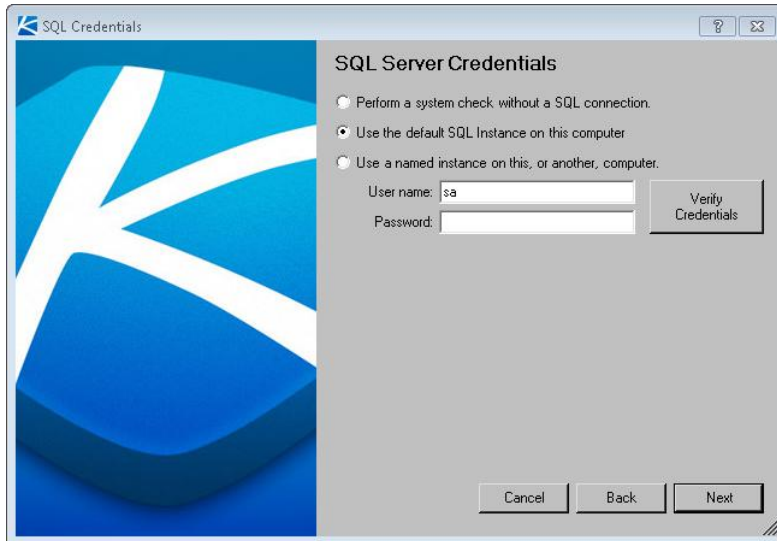 SQL Credentials
SQL Server Credentials
Perform a system check without a SQL connection.
Use the default SQL Instance on this computer
Use a named instance on this, or another, computer.
User name: sa
Verify Credentials
Password:
Cancel Back Next